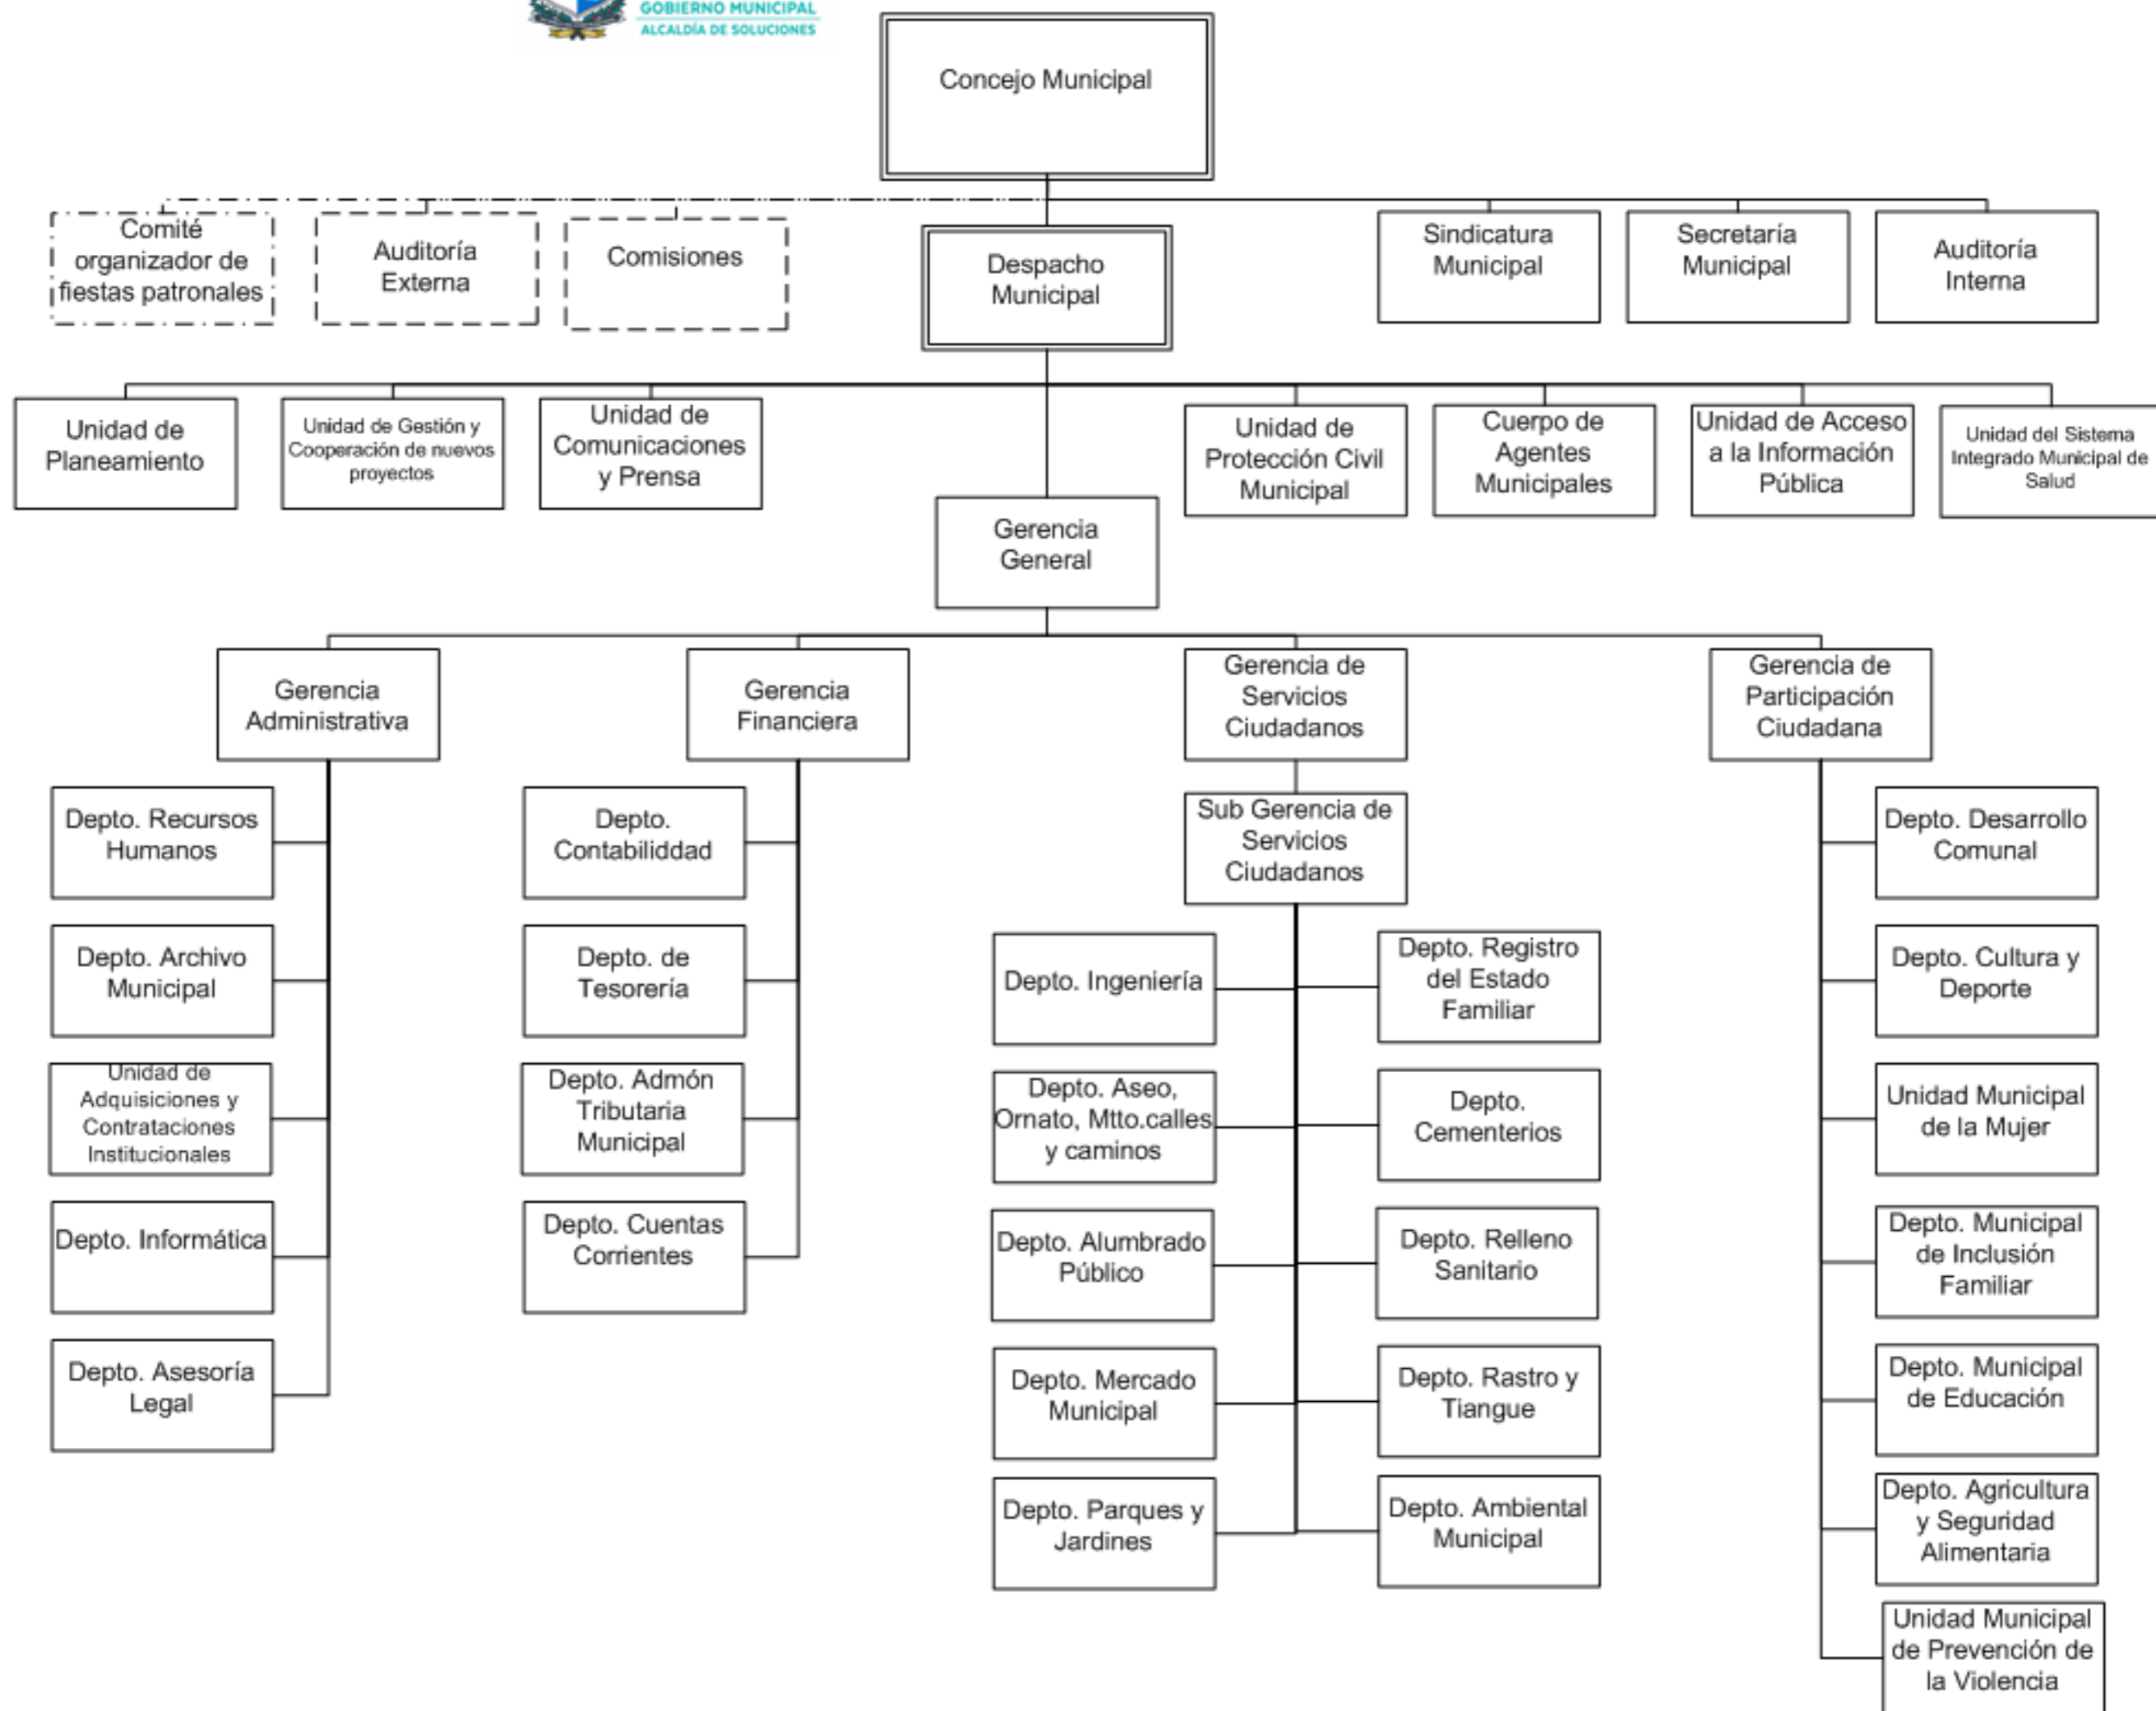 GOBIERNO MUNICIPAL
ALCALDÍA DE SOLUCIONES
Concejo Municipal
Comité
organizador de
fiestas patronales
Auditoría
Externa
Comisiones
Despacho
Municipal
Sindicatura
Municipal
Secretaría
Municipal
Auditoría
Interna
Unidad de
Planeamiento
Unidad de Gestión y
Cooperación de nuevos
proyectos
Unidad de
Comunicaciones
y Prensa
Unidad de
Protección Civil
Municipal
Cuerpo de
Agentes
Municipales
Unidad de Acceso
a la Información
Pública
Unidad del Sistema
Integrado Municipal de
Salud
Gerencia
General
Gerencia
Administrativa
Gerencia
Financiera
Gerencia de
Servicios
Ciudadanos
Gerencia de
Participación
Ciudadana
Depto. Recursos
Humanos
Depto. Archivo
Municipal
Unidad de
Adquisiciones y
Contrataciones
Institucionales
Depto. Informática
Depto. Asesoría
Legal
Depto.
Contabiliddad
Depto. de
Tesorería
Depto. Admón
Tributaria
Municipal
Depto. Cuentas
Corrientes
Sub Gerencia de
Servicios
Ciudadanos
Depto. Ingeniería
Depto. Aseo,
Ornato, Mtto.calles
y caminos
Depto. Alumbrado
Público
Depto. Mercado
Municipal
Depto. Parques y
Jardines
Depto. Registro
del Estado
Familiar
Depto.
Cementerios
Depto. Relleno
Sanitario
Depto. Rastro y
Tiangue
Depto. Ambiental
Municipal
Depto. Desarrollo
Comunal
Depto. Cultura y
Deporte
Unidad Municipal
de la Mujer
Depto. Municipal
de Inclusión
Familiar
Depto. Municipal
de Educación
Depto. Agricultura
y Seguridad
Alimentaria
Unidad Municipal
de Prevención de
la Violencia